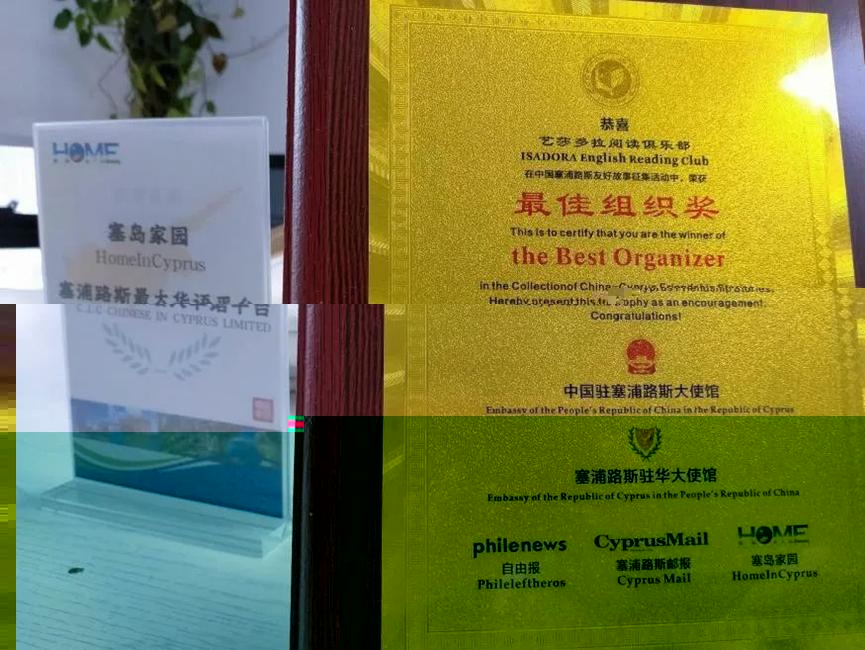 HOME
塞岛家园
HomeInCyprus
塞浦路斯最大华语
C.I.C CHINESE IN CYPRUS LIMITED
恭喜
艺莎多拉阅读俱乐部
ISADORA English Reading Club
在中国塞浦路斯友好故事征集活动中，荣获
最佳组织奖
This is to certify that you are the winner of
the Best Organizer
in the Collection of China-Cyprus
Hereby present this trophy as an encouragement.
Congratulations!
中国驻塞浦路斯大使馆
Embassy of the People's Republic of China in the Republic of Cyprus
塞浦路斯驻华大使馆
Embassy of the Republic of Cyprus in the People's Republic of China
philenews
自由报
Phileleftheros
CyprusMail
塞浦路斯邮报
Cyprus Mail
HOME
塞岛家园
HomeInCyprus